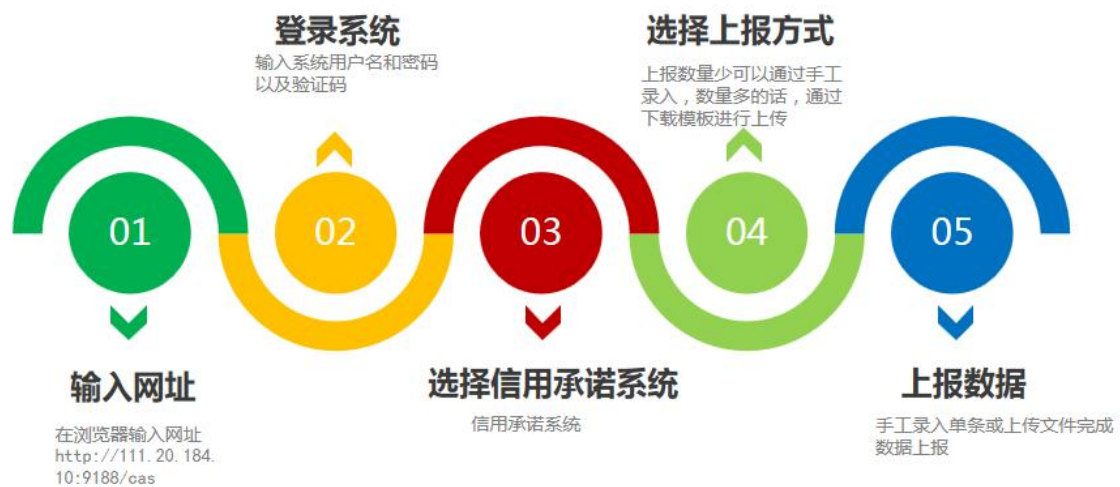 登录系统
输入系统用户名和密码
以及验证码
选择上报方式
上报数量少可以通过手工
录入，数量多的话，通过
下载模板进行上传
01
02
03
04
05
输入网址
在浏览器输入网址
http://111.20.184.
10:9188/cas
选择信用承诺系统
信用承诺系统
上报数据
手工录入单条或上传文件完成
数据上报